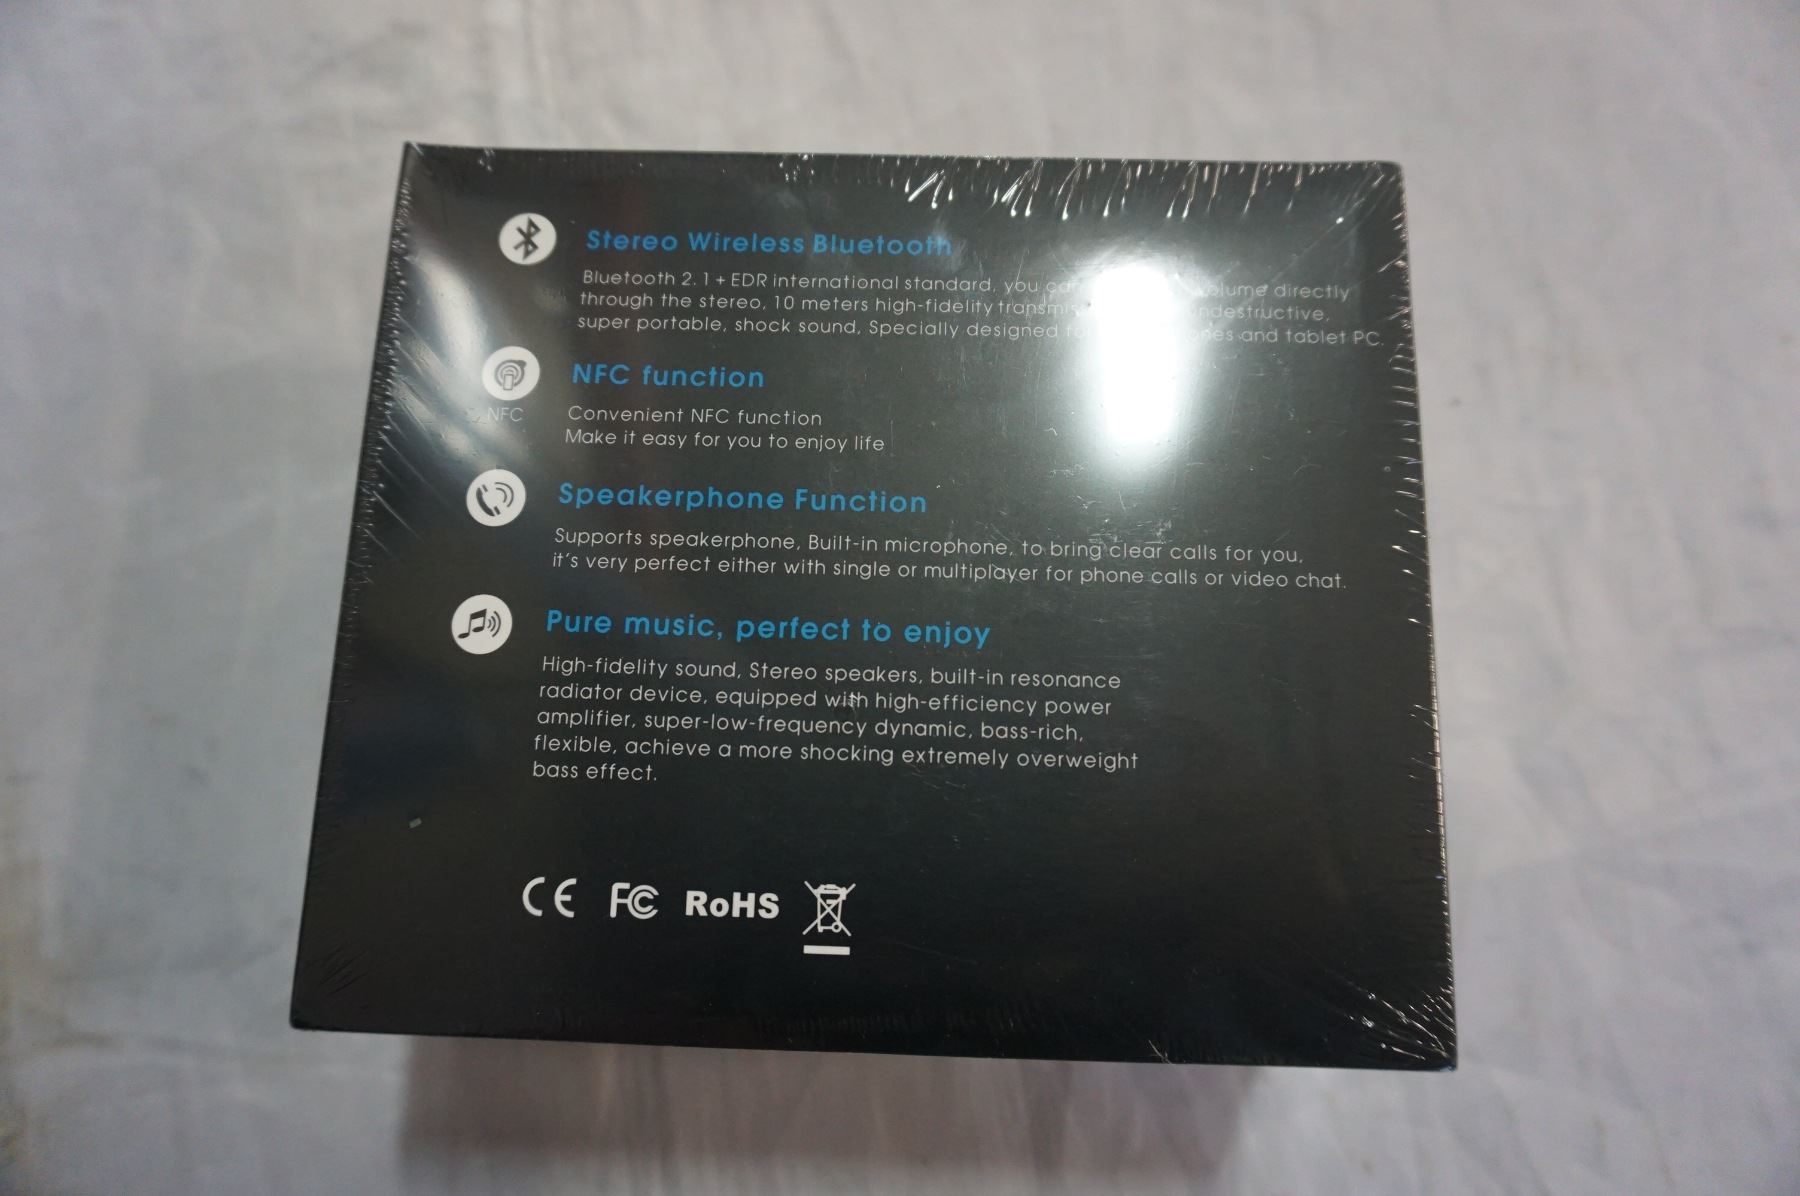 Stereo Wireless Bluetooth
Bluetooth 2.1+EDR international standard, you can volume directly
through the stereo, 10 meters high-fidelity
super portable, shock sound, Specially designed and tablet PC.
NFC function
NFC
Convenient NFC function
Make it easy for you to enjoy life
Speakerphone Function
Supports speakerphone, Built-in microphone, to bring clear calls for you,
it's very perfect either with single or multiplayer for phone calls or video chat.
Pure music, perfect to enjoy
High-fidelity sound, Stereo speakers, built-in resonance
radiator device, equipped with high-efficiency power
amplifier, super-low-frequency dynamic, bass-rich,
flexible, achieve a more shocking extremely overweight
bass effect.
CE FC RoHS